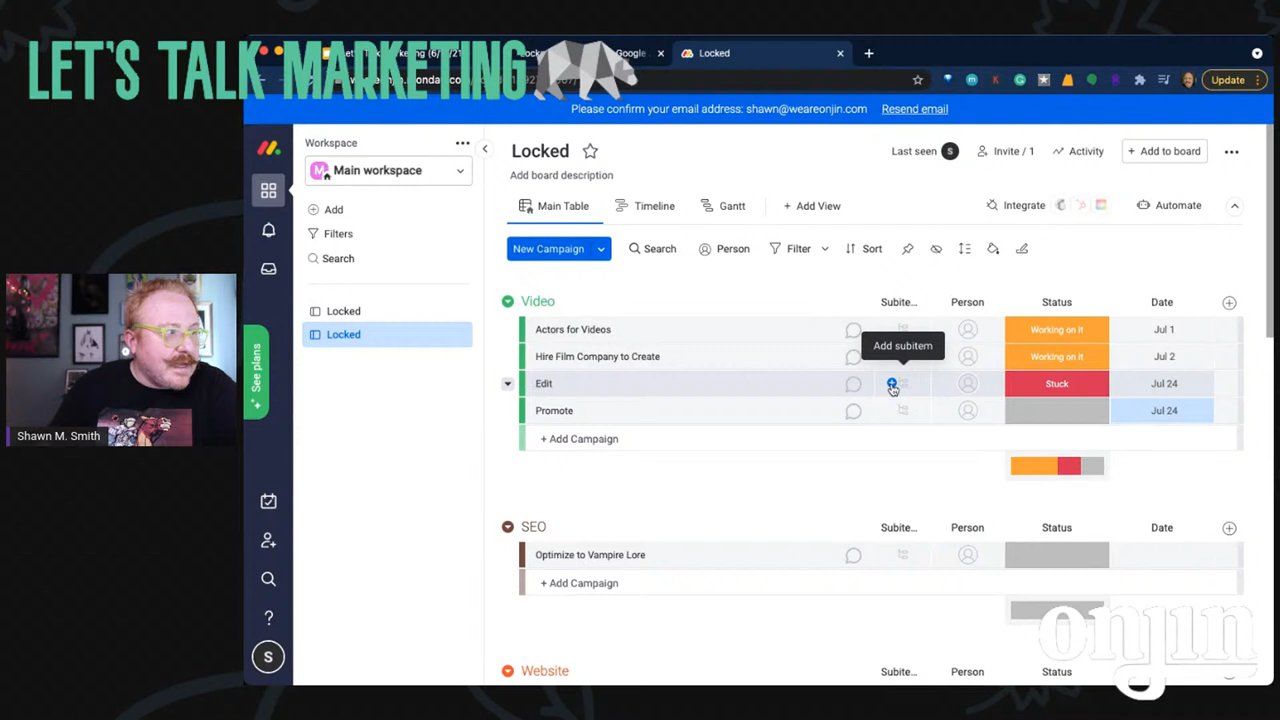 LET'S TALK MARKETING
Google
Locked
Update
Please confirm your email address: shawn@weareonjin.com Resend email
Workspace
M Main workspace
Add
Filters
Search
Locked
Locked
See plans
S
Locked
Last seen S Invite / 1 Activity + Add to board
Add board description
Main Table Timeline Gantt + Add View Integrate Automate
New Campaign Search Person Filter Sort
Video Subite... Person Status Date
Actors for Videos Working on it Jul 1
Add subitem
Hire Film Company to Create Working on it Jul 2
Edit Stuck Jul 24
Promote Jul 24
+ Add Campaign
SEO Subite... Person Status Date
Optimize to Vampire Lore
+ Add Campaign
Website Subite... Person Status Date
Shawn M. Smith
onjin